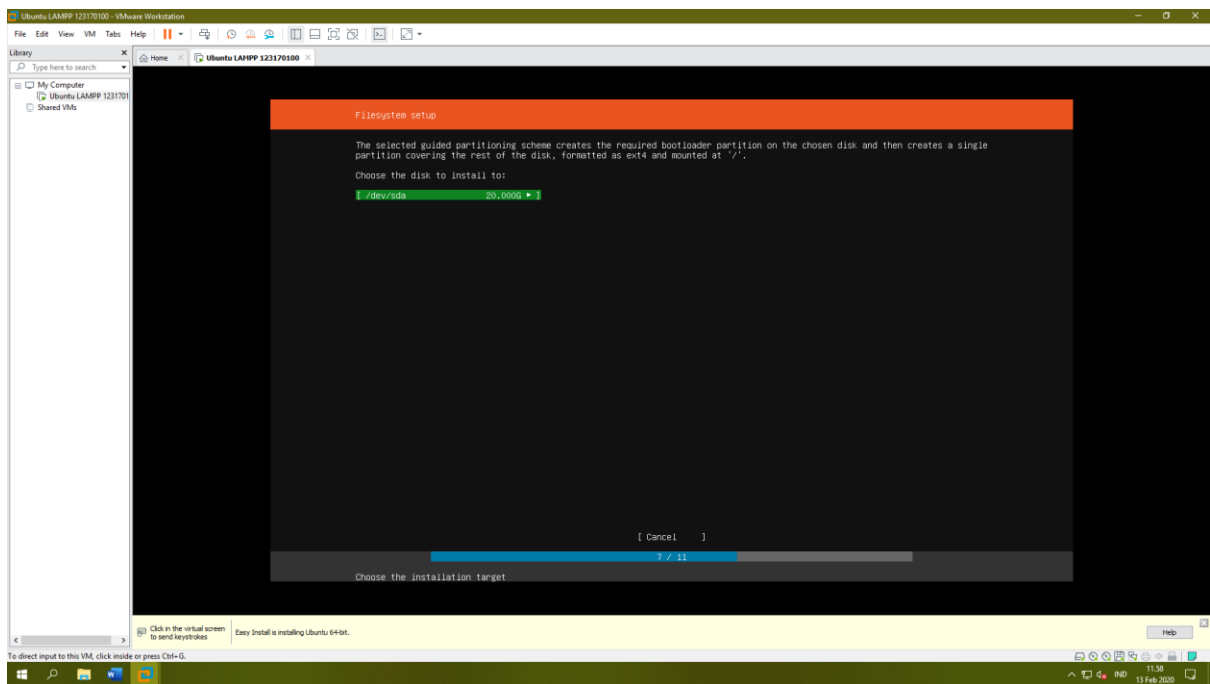 Ubuntu LAMPP 123170100 - VMware Workstation
File Edit View VM Tabs Help
Library
Type here to search
My Computer
Ubuntu LAMPP 1231701
Shared VMs
Home
Ubuntu LAMPP 123170100
Filesystem setup
The selected guided partitioning scheme creates the required bootloader partition on the chosen disk and then creates a single
partition covering the rest of the disk, formatted as ext4 and mounted at '/'.
Choose the disk to install to:
[ /dev/sda 20.000G ► ]
[ Cancel ]
7 / 11
Choose the installation target
Click in the virtual screen
to send keystrokes
Easy Install is installing Ubuntu 64-bit.
Help
To direct input to this VM, click inside or press Ctrl+G.
IND
11.58
13 Feb 2020